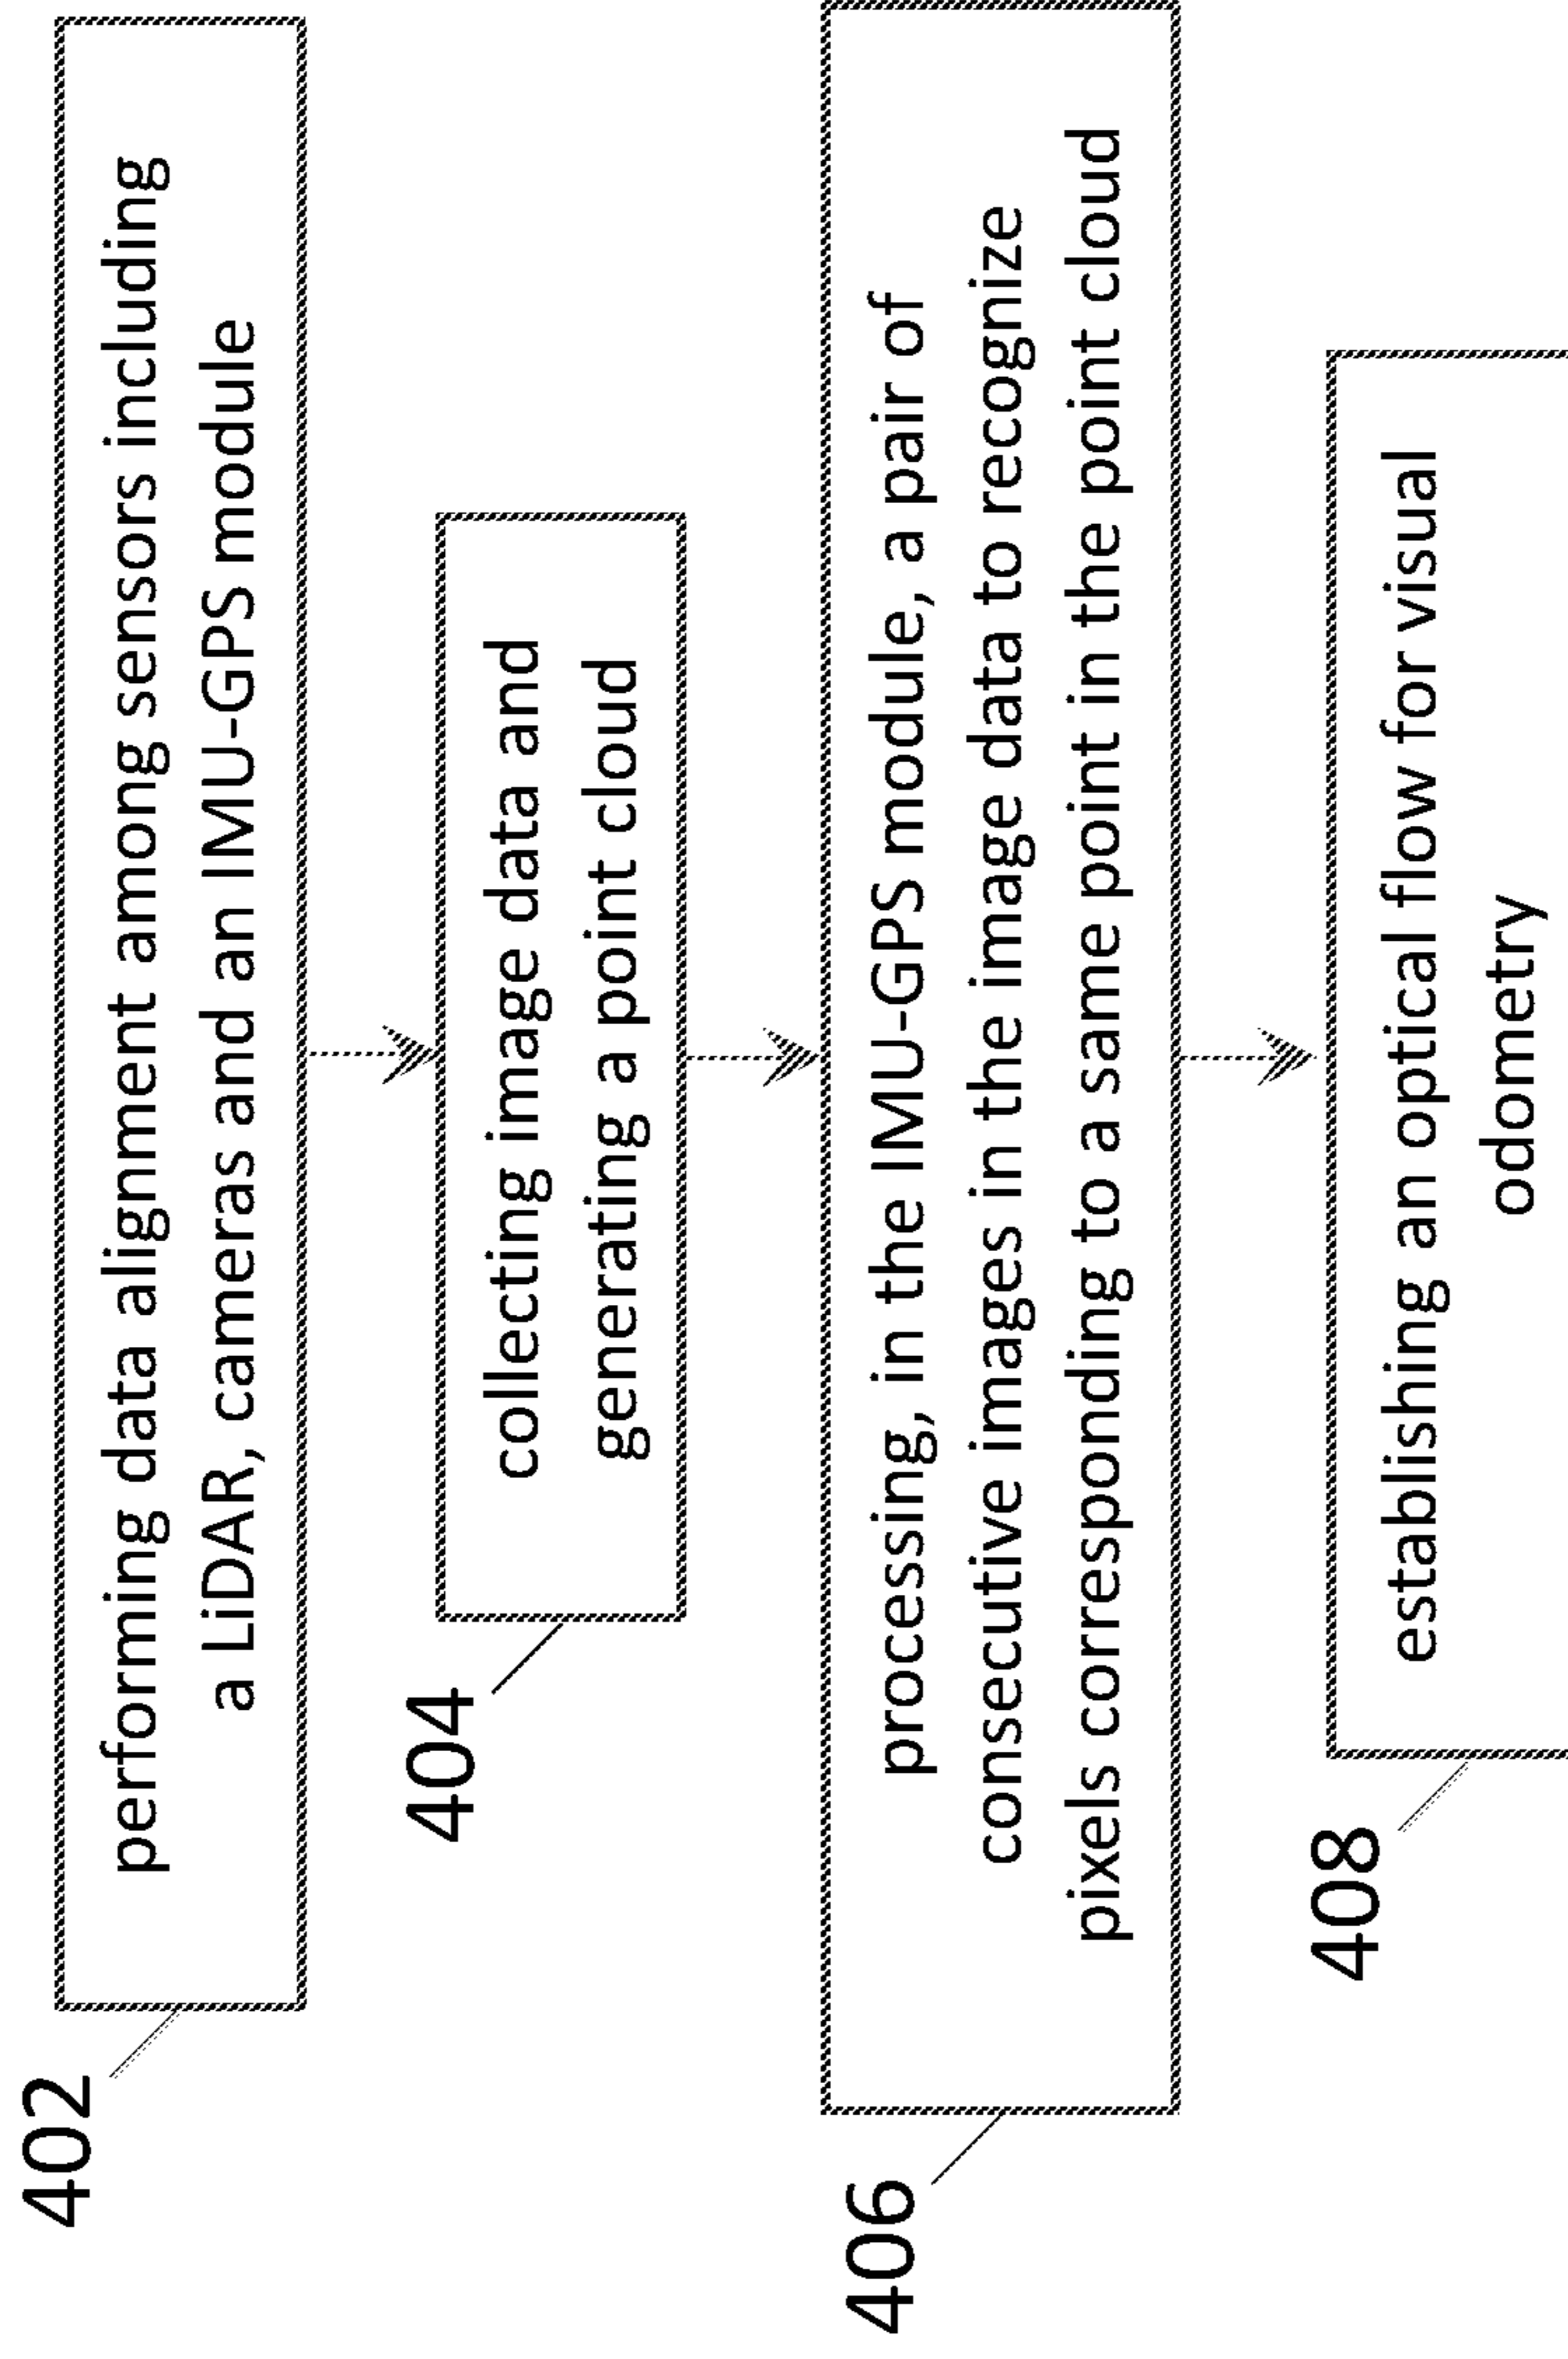 402
performing data alignment among sensors including
a LiDAR, cameras and an IMU-GPS module
404
collecting image data and
generating a point cloud
406
processing, in the IMU-GPS module, a pair of
consecutive images in the image data to recognize
pixels corresponding to a same point in the point cloud
408
establishing an optical flow for visual
odometry